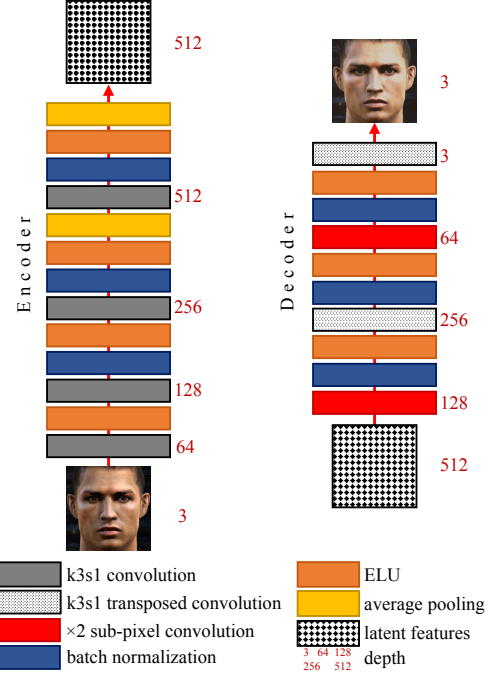 512
512
256
128
64
3
Encoder
3
3
64
256
128
512
Decoder
k3s1 convolution
k3s1 transposed convolution
×2 sub-pixel convolution
batch normalization
ELU
average pooling
latent features
3 64 128
256 512
depth